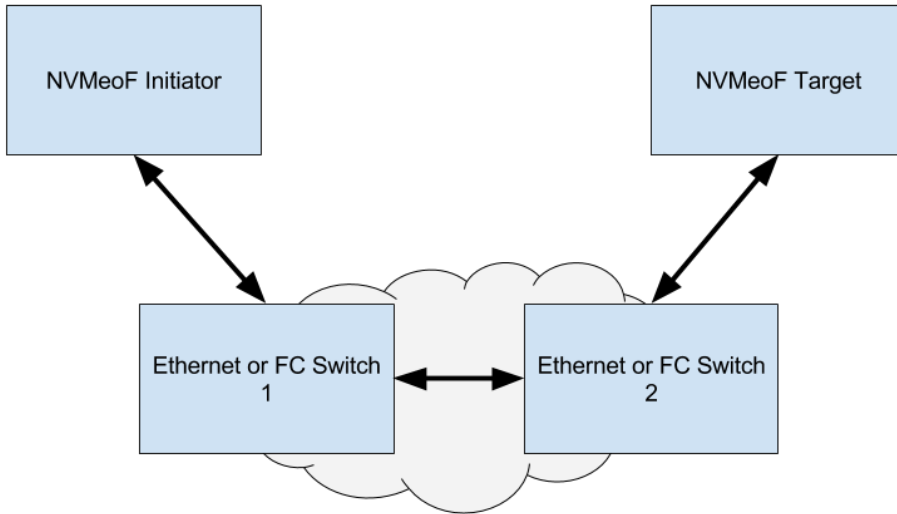 NVMeoF Initiator
NVMeoF Target
Ethernet or FC Switch
1
Ethernet or FC Switch
2